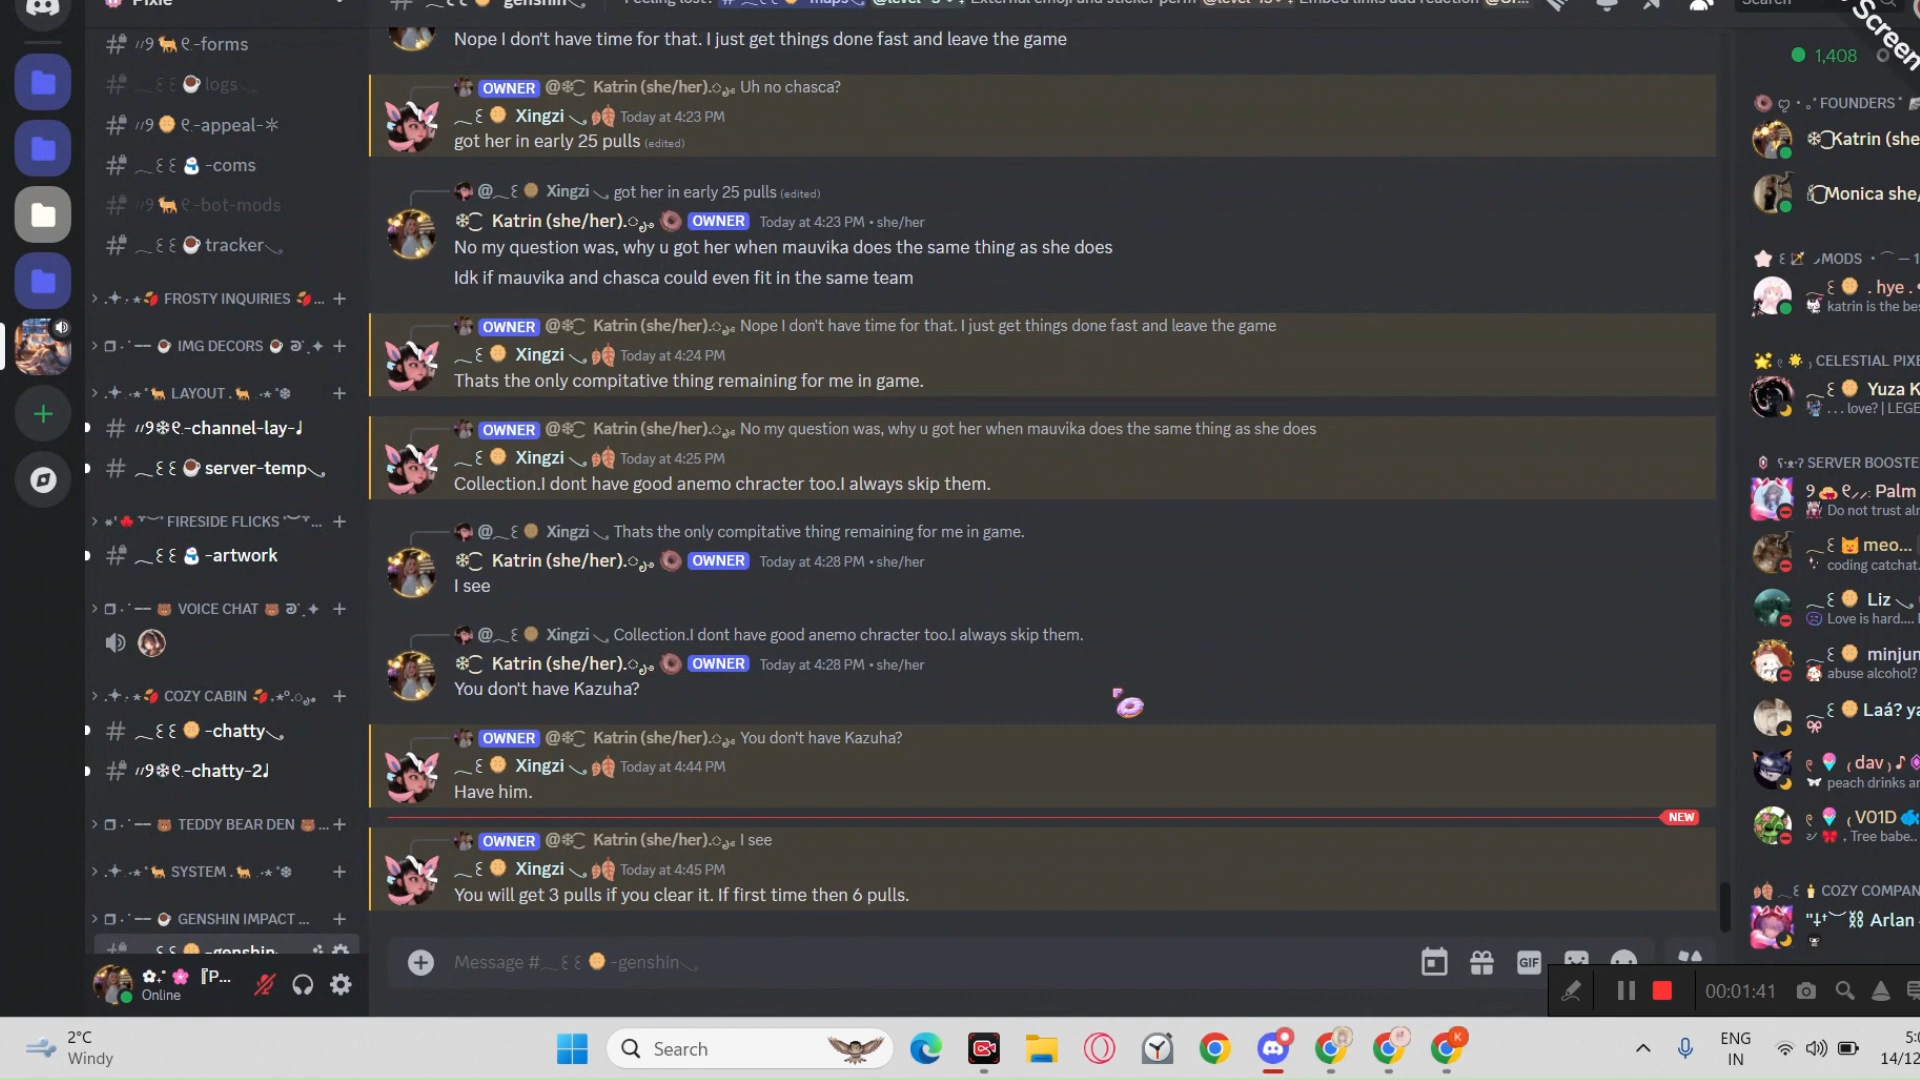 Pixie
-forms
logs
-appeal-
-coms
-bot-mods
tracker
FROSTY INQUIRIES ...
IMG DECORS
LAYOUT .
-channel-lay-
server-temp
FIRESIDE FLICKS ...
-artwork
VOICE CHAT
COZY CABIN
-chatty
-chatty-2
TEDDY BEAR DEN ...
SYSTEM .
GENSHIN IMPACT ...
-genshin
Online
genshin
Nope I don't have time for that. I just get things done fast and leave the game
OWNER @ Katrin (she/her). Uh no chasca?
Xingzi Today at 4:23 PM
got her in early 25 pulls (edited)
@ Xingzi got her in early 25 pulls (edited)
Katrin (she/her). OWNER Today at 4:23 PM • she/her
No my question was, why u got her when mauvika does the same thing as she does
Idk if mauvika and chasca could even fit in the same team
OWNER @ Katrin (she/her). Nope I don't have time for that. I just get things done fast and leave the game
Xingzi Today at 4:24 PM
Thats the only compitative thing remaining for me in game.
OWNER @ Katrin (she/her). No my question was, why u got her when mauvika does the same thing as she does
Xingzi Today at 4:25 PM
Collection.I dont have good anemo chracter too.I always skip them.
@ Xingzi Thats the only compitative thing remaining for me in game.
Katrin (she/her). OWNER Today at 4:28 PM • she/her
I see
@ Xingzi Collection.I dont have good anemo chracter too.I always skip them.
Katrin (she/her). OWNER Today at 4:28 PM • she/her
You don't have Kazuha?
OWNER @ Katrin (she/her). You don't have Kazuha?
Xingzi Today at 4:44 PM
Have him.
NEW
OWNER @ Katrin (she/her). I see
Xingzi Today at 4:45 PM
You will get 3 pulls if you clear it. If first time then 6 pulls.
Message # -genshin
GIF
Screen
1,408
FOUNDERS
Katrin (she
Monica she/
MODS
. hye .
katrin is the bes
CELESTIAL PIXE
Yuza K
. . . love? | LEGE
SERVER BOOSTE
Palm
Do not trust
meo...
coding catchat.
Liz
Love is hard....
minjun
abuse alcohol?
Laá? ya
dav
peach drinks an
V01D
. Tree babe..
COZY COMPAN
Arlan
00:01:41
2°C
Windy
Search
ENG
IN
14/12